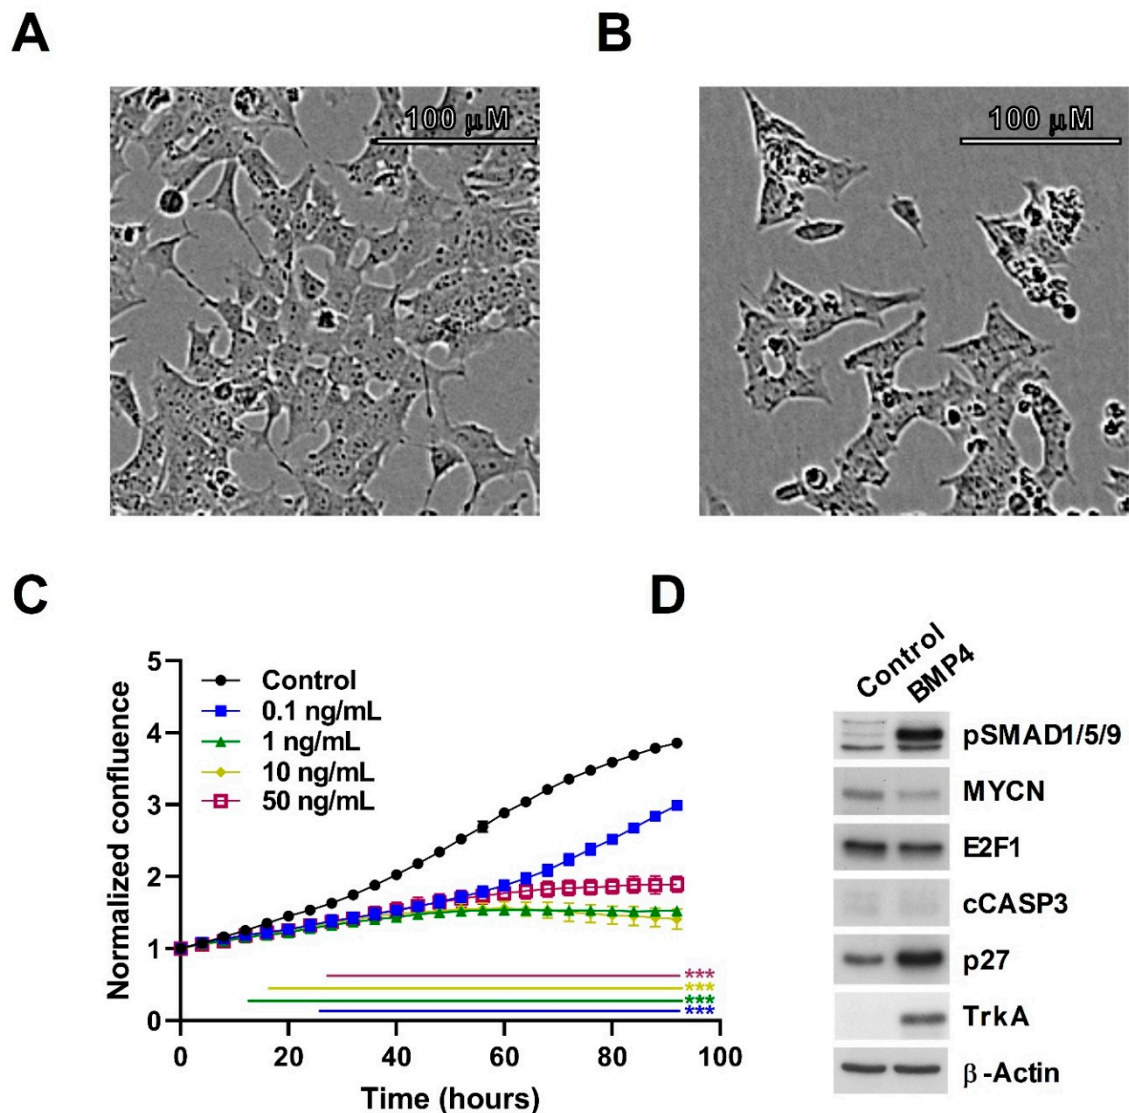 A
B
100 μM
100 μM
C
D
Normalized confluence
5
4
3
2
1
0
Control
0.1 ng/mL
1 ng/mL
10 ng/mL
50 ng/mL
***
***
***
***
0
20
40
60
80
100
Time (hours)
Control
BMP4
pSMAD1/5/9
MYCN
E2F1
cCASP3
p27
TrkA
β-Actin